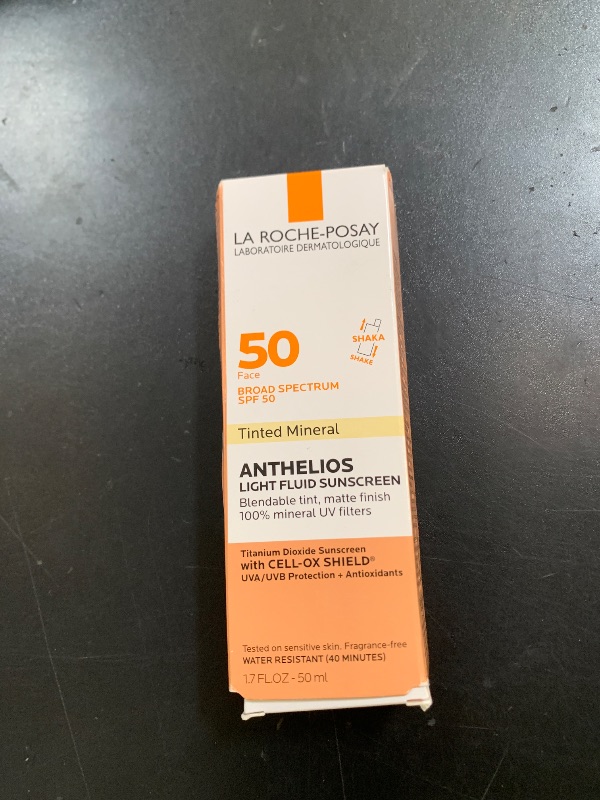 LA ROCHE-POSAY
LABORATOIRE DERMATOLOGIQUE
50
Face
BROAD SPECTRUM
SPF 50
SHAKA
SHAKE
Tinted Mineral
ANTHELIOS
LIGHT FLUID SUNSCREEN
Blendable tint, matte finish
100% mineral UV filters
Titanium Dioxide Sunscreen
with CELL-OX SHIELD®
UVA/UVB Protection + Antioxidants
Tested on sensitive skin. Fragrance-free
WATER RESISTANT (40 MINUTES)
1.7 FL.OZ - 50 ml